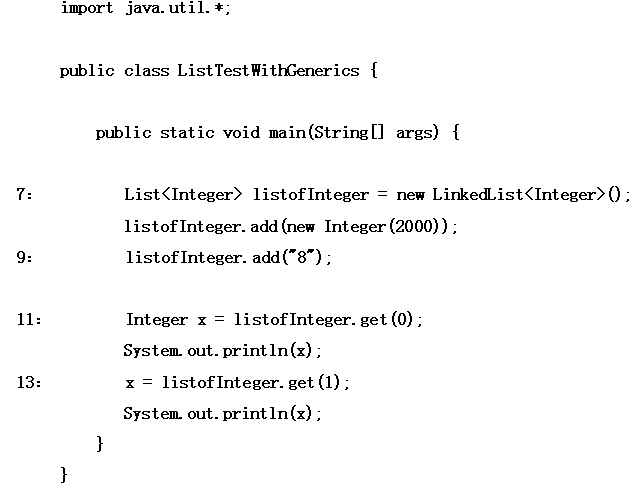 import java.util.*;
public class ListTestWithGenerics {
public static void main(String[] args) {
7: List<Integer> listofInteger = new LinkedList<Integer>();
listofInteger.add(new Integer(2000));
9: listofInteger.add("8");
11: Integer x = listofInteger.get(0);
System.out.println(x);
13: x = listofInteger.get(1);
System.out.println(x);
}
}